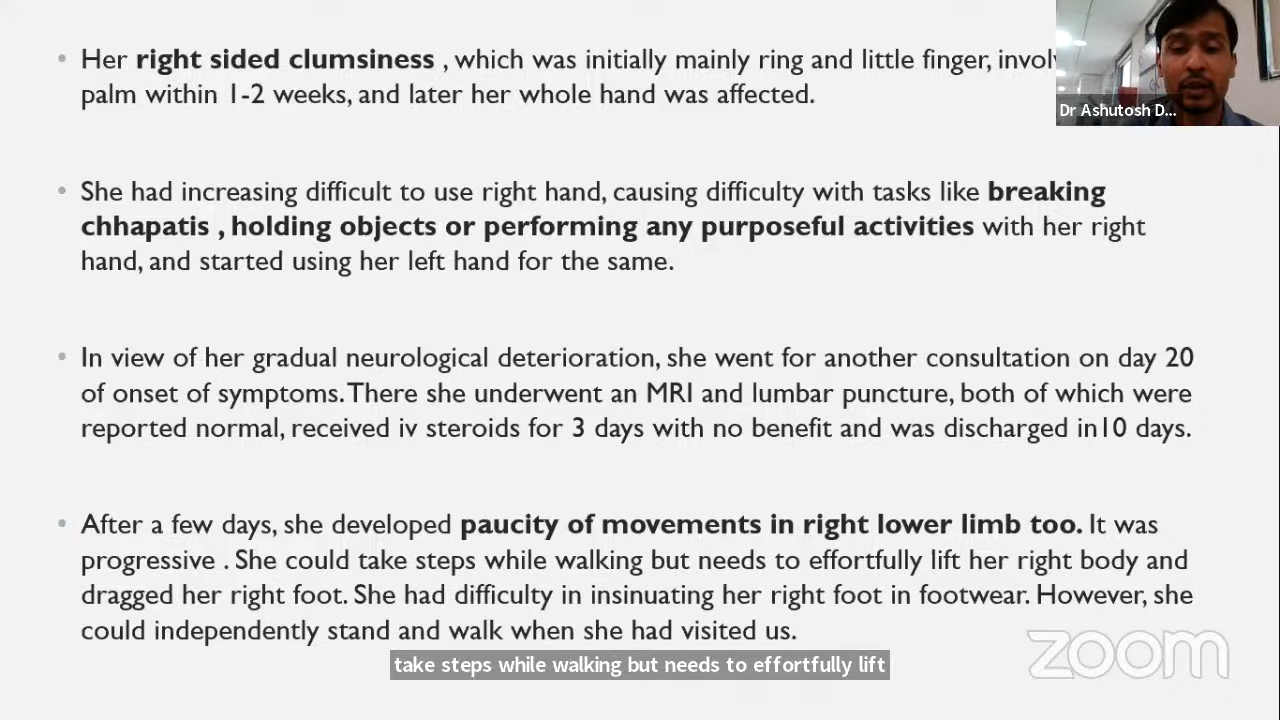 Her right sided clumsiness , which was initially mainly ring and little finger,
palm within 1-2 weeks, and later her whole hand was affected.
She had increasing difficult to use right hand, causing difficulty with tasks like breaking
chhapatis , holding objects or performing any purposeful activities with her right
hand, and started using her left hand for the same.
In view of her gradual neurological deterioration, she went for another consultation on day 20
of onset of symptoms. There she underwent an MRI and lumbar puncture, both of which were
reported normal, received iv steroids for 3 days with no benefit and was discharged in10 days.
After a few days, she developed paucity of movements in right lower limb too. It was
progressive . She could take steps while walking but needs to effortfully lift her right body and
dragged her right foot. She had difficulty in insinuating her right foot in footwear. However, she
could independently stand and walk when she had visited us.
take steps while walking but needs to effortfully lift
Dr Ashutosh D...
zoom